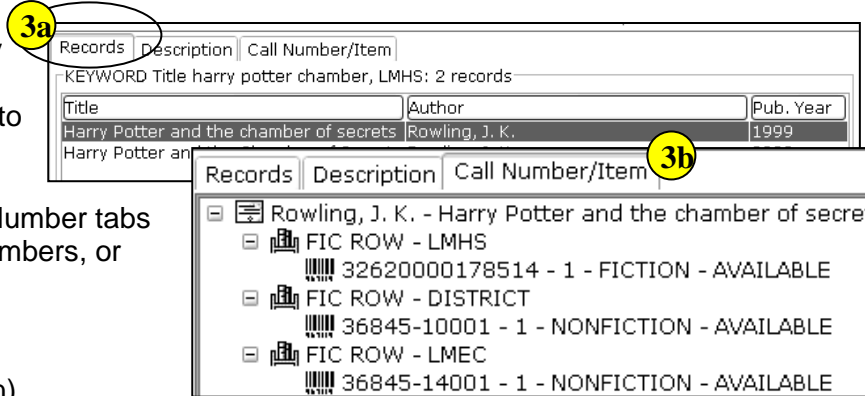 3a
to
Records Description Call Number/Item
KEYWORD Title harry potter chamber, LMHS: 2 records
Title Author Pub. Year
Harry Potter and the chamber of secrets Rowling, J. K. 1999
Harry Potter an
umber tabs
mbers, or
3b
Records Description Call Number/Item
Rowling, J. K. - Harry Potter and the chamber of secre
FIC ROW - LMHS
32620000178514 - 1 - FICTION - AVAILABLE
FIC ROW - DISTRICT
36845-10001 - 1 - NONFICTION - AVAILABLE
FIC ROW - LMEC
36845-14001 - 1 - NONFICTION - AVAILABLE